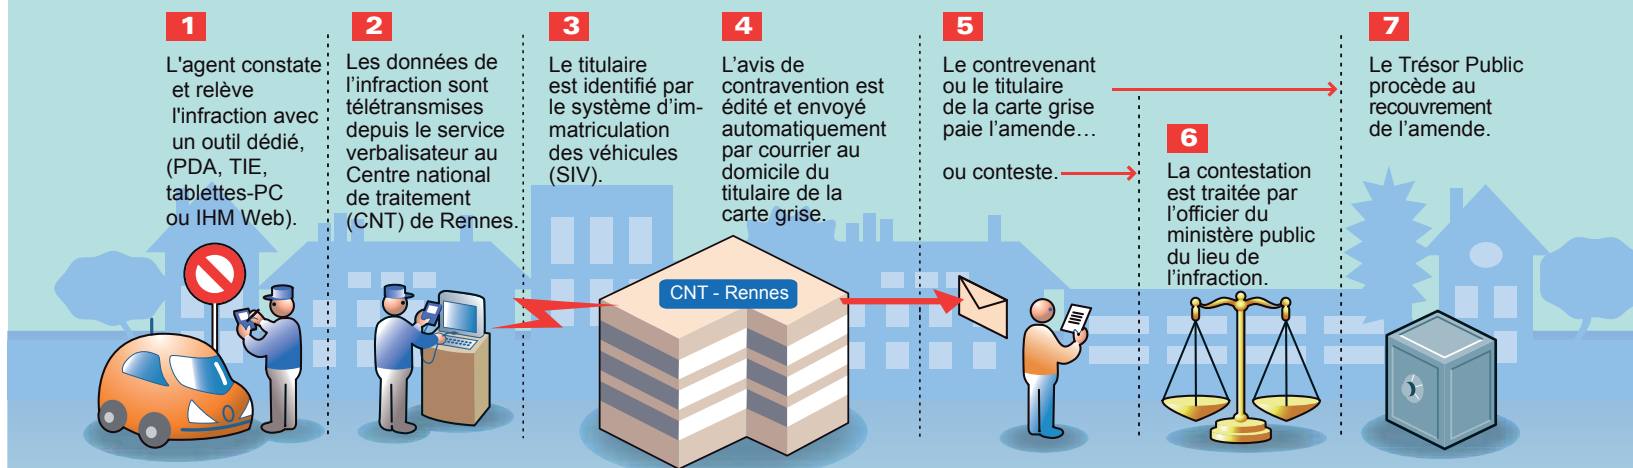 1
L'agent constate
et relève
l'infraction avec
un outil dédié,
(PDA, TIE,
tablettes-PC
ou IHM Web).
2
Les données de
l’infraction sont
télétransmises
depuis le service
verbalisateur au
Centre national
de traitement
(CNT) de Rennes.
3
Le titulaire
est identifié par
le système d’im-
matriculation
des véhicules
(SIV).
4
L’avis de
contravention est
édité et envoyé
automatiquement
par courrier au
domicile du
titulaire de la
carte grise.
5
Le contrevenant
ou le titulaire
de la carte grise
paie l’amende…
ou conteste.
6
La contestation
est traitée par
l’officier du
ministère public
du lieu de
l’infraction.
7
Le Trésor Public
procède au
recouvrement
de l’amende.
CNT - Rennes